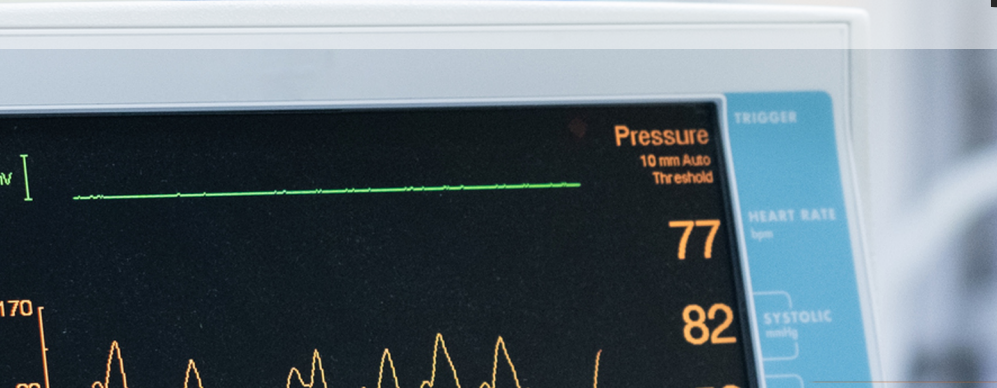 TRIGGER
Pressure
10 mm Auto
Threshold
HEART RATE
bpm
77
170
82
SYSTOLIC
mmHg